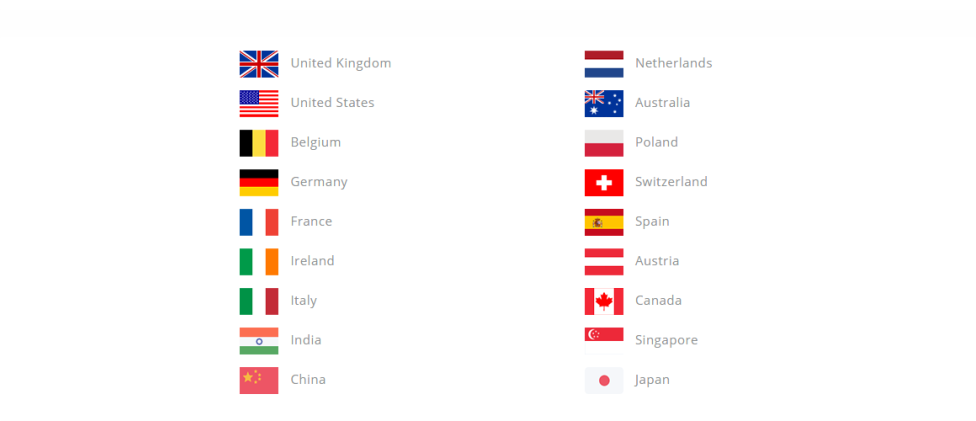 United Kingdom
United States
Belgium
Germany
France
Ireland
Italy
India
China
Netherlands
Australia
Poland
Switzerland
Spain
Austria
Canada
Singapore
Japan